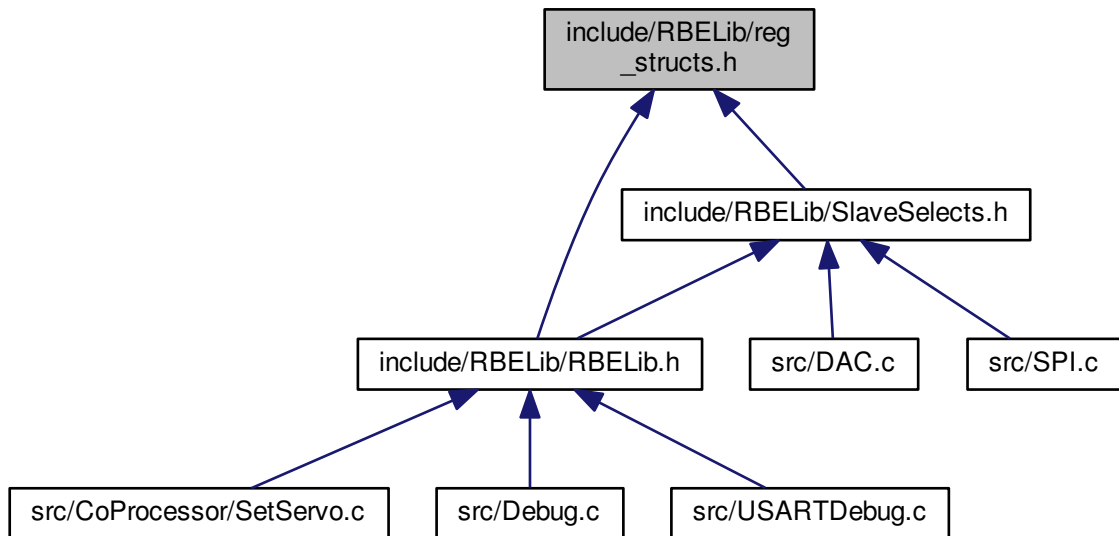 include/RBELib/reg
_structs.h
include/RBELib/SlaveSelects.h
include/RBELib/RBELib.h
src/DAC.c
src/SPI.c
src/CoProcessor/SetServo.c
src/Debug.c
src/USARTDebug.c